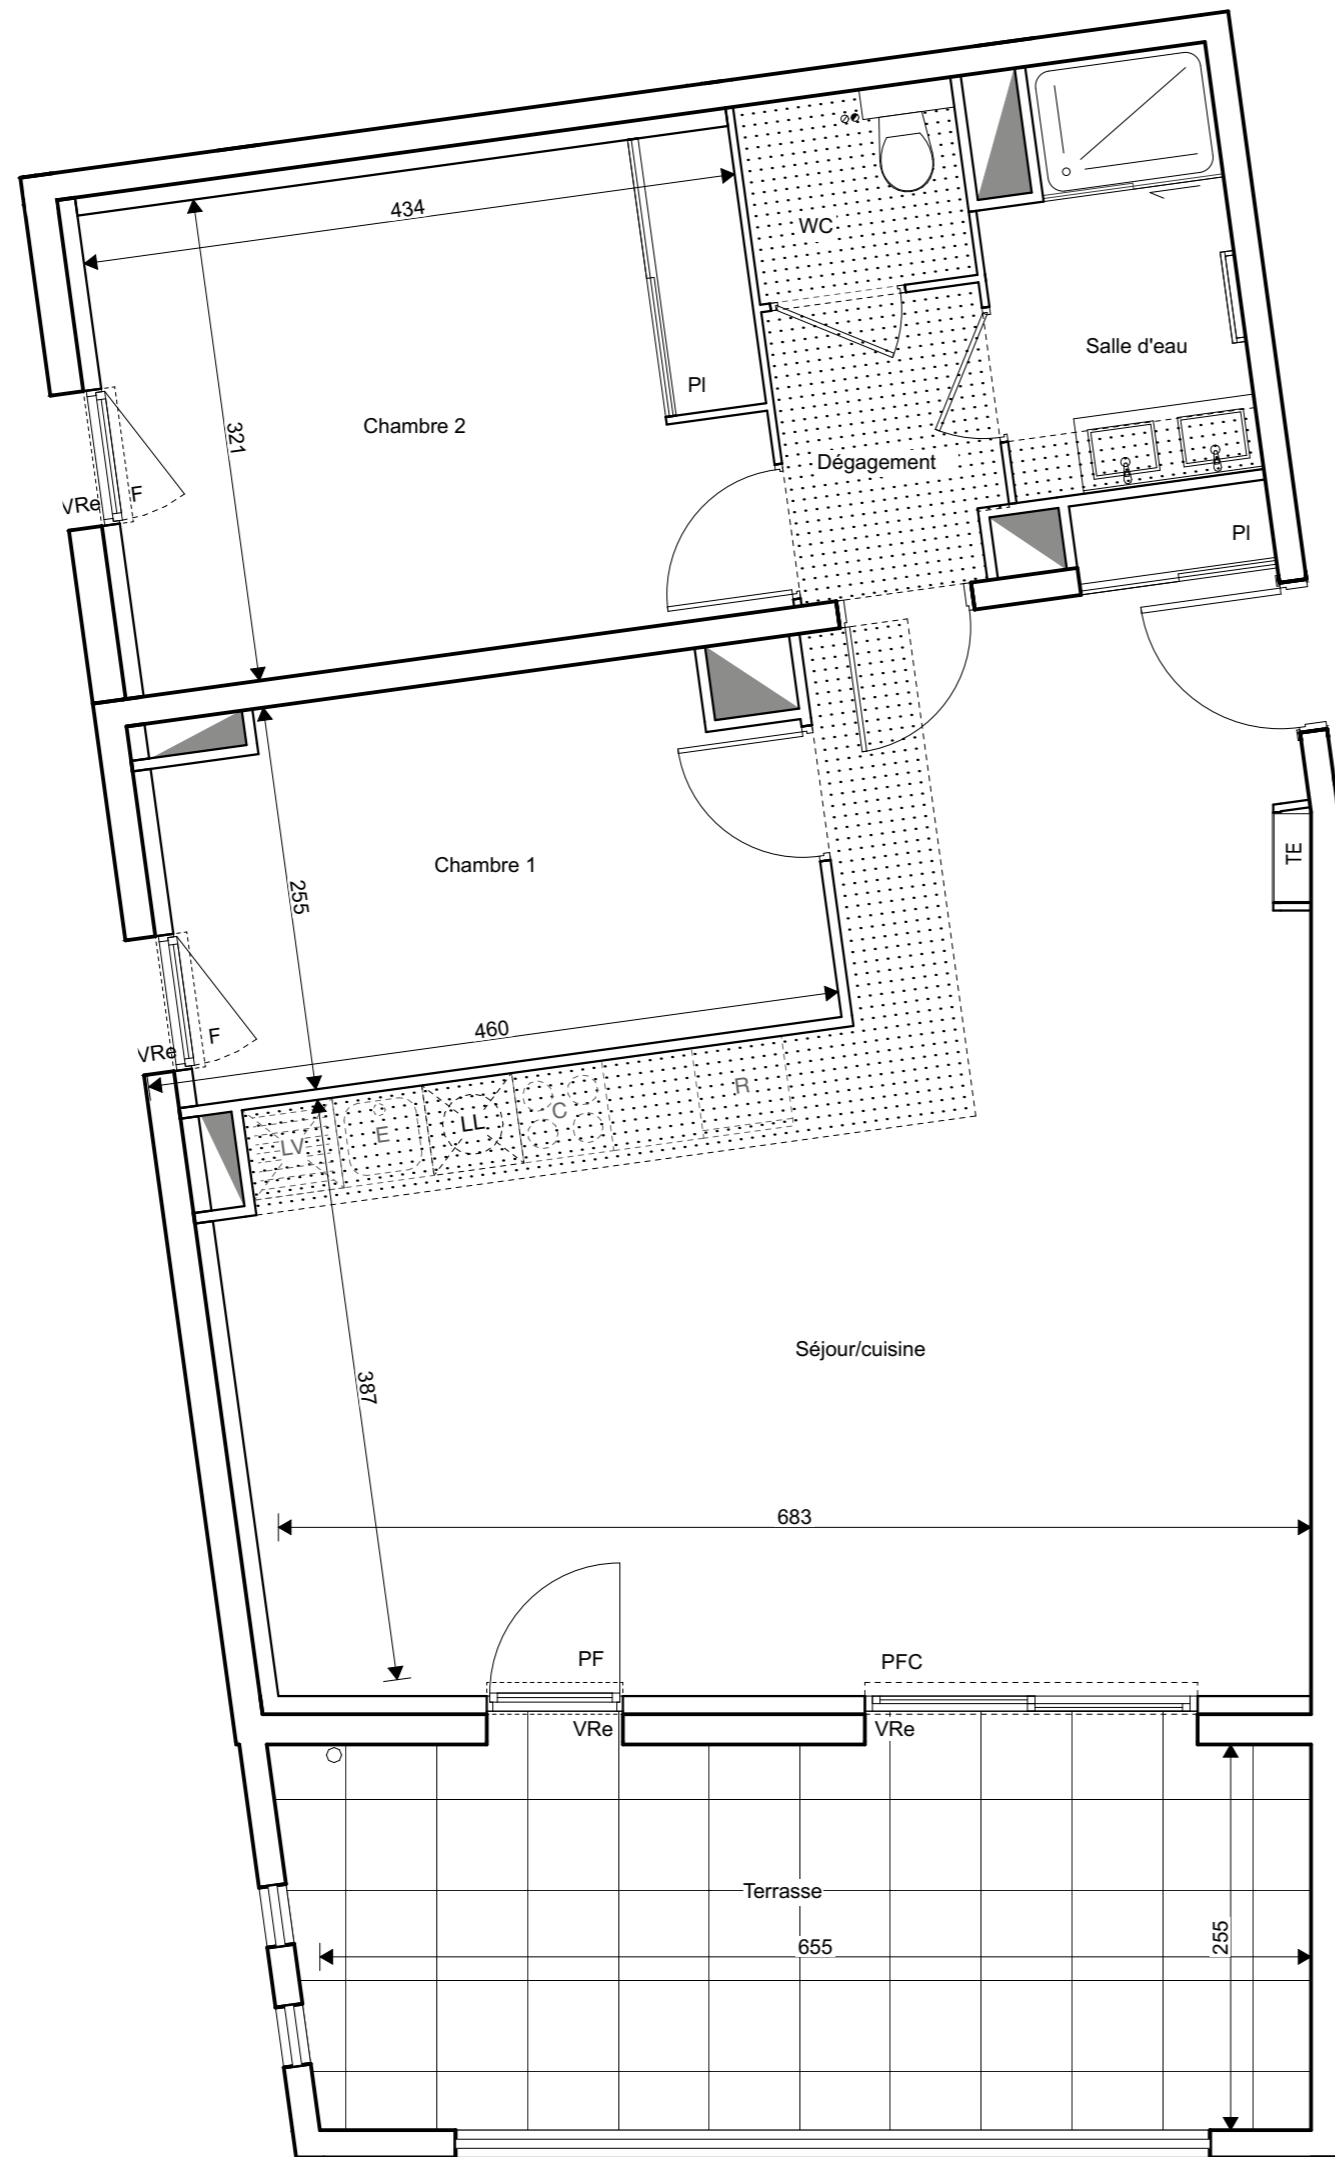 434
WC
Salle d'eau
Pl
321
Chambre 2
Dégagement
VRe
F
Pl
Chambre 1
TE
255
460
VRe
F
R
C
LL
E
LV
Séjour/cuisine
387
683
PF
PFC
VRe
VRe
Terrasse
255
655